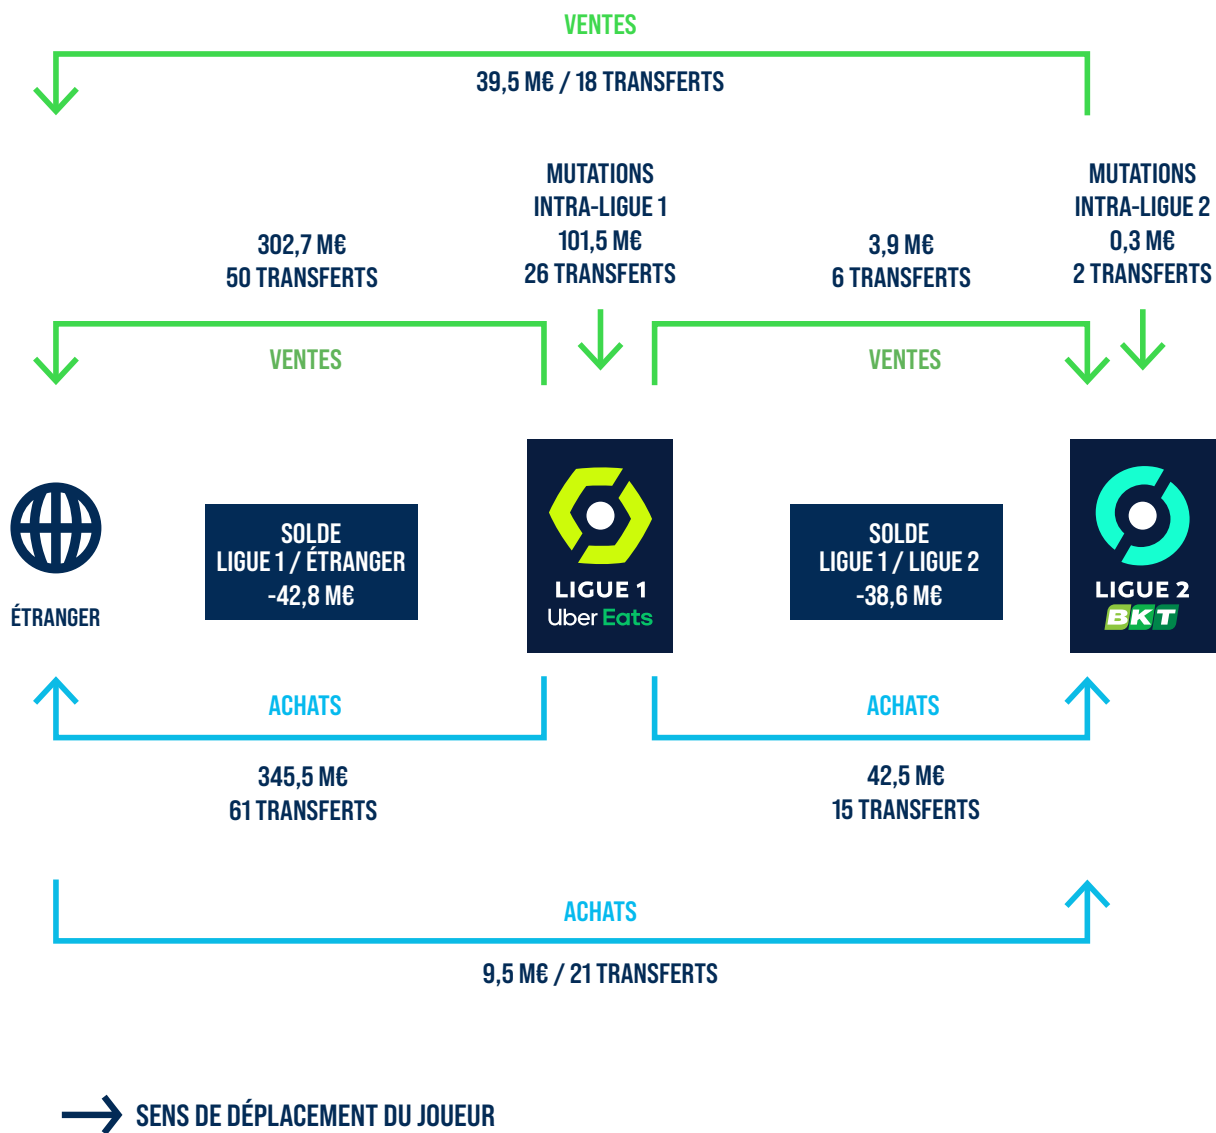 VENTES
39,5 M€ / 18 TRANSFERTS
MUTATIONS
INTRA-LIGUE 1
101,5 M€
26 TRANSFERTS
MUTATIONS
INTRA-LIGUE 2
0,3 M€
2 TRANSFERTS
302,7 M€
50 TRANSFERTS
3,9 M€
6 TRANSFERTS
VENTES
VENTES
ÉTRANGER
SOLDE
LIGUE 1 / ÉTRANGER
-42,8 M€
LIGUE 1
Uber Eats
SOLDE
LIGUE 1 / LIGUE 2
-38,6 M€
LIGUE 2
BKT
ACHATS
ACHATS
345,5 M€
61 TRANSFERTS
42,5 M€
15 TRANSFERTS
ACHATS
9,5 M€ / 21 TRANSFERTS
SENS DE DÉPLACEMENT DU JOUEUR